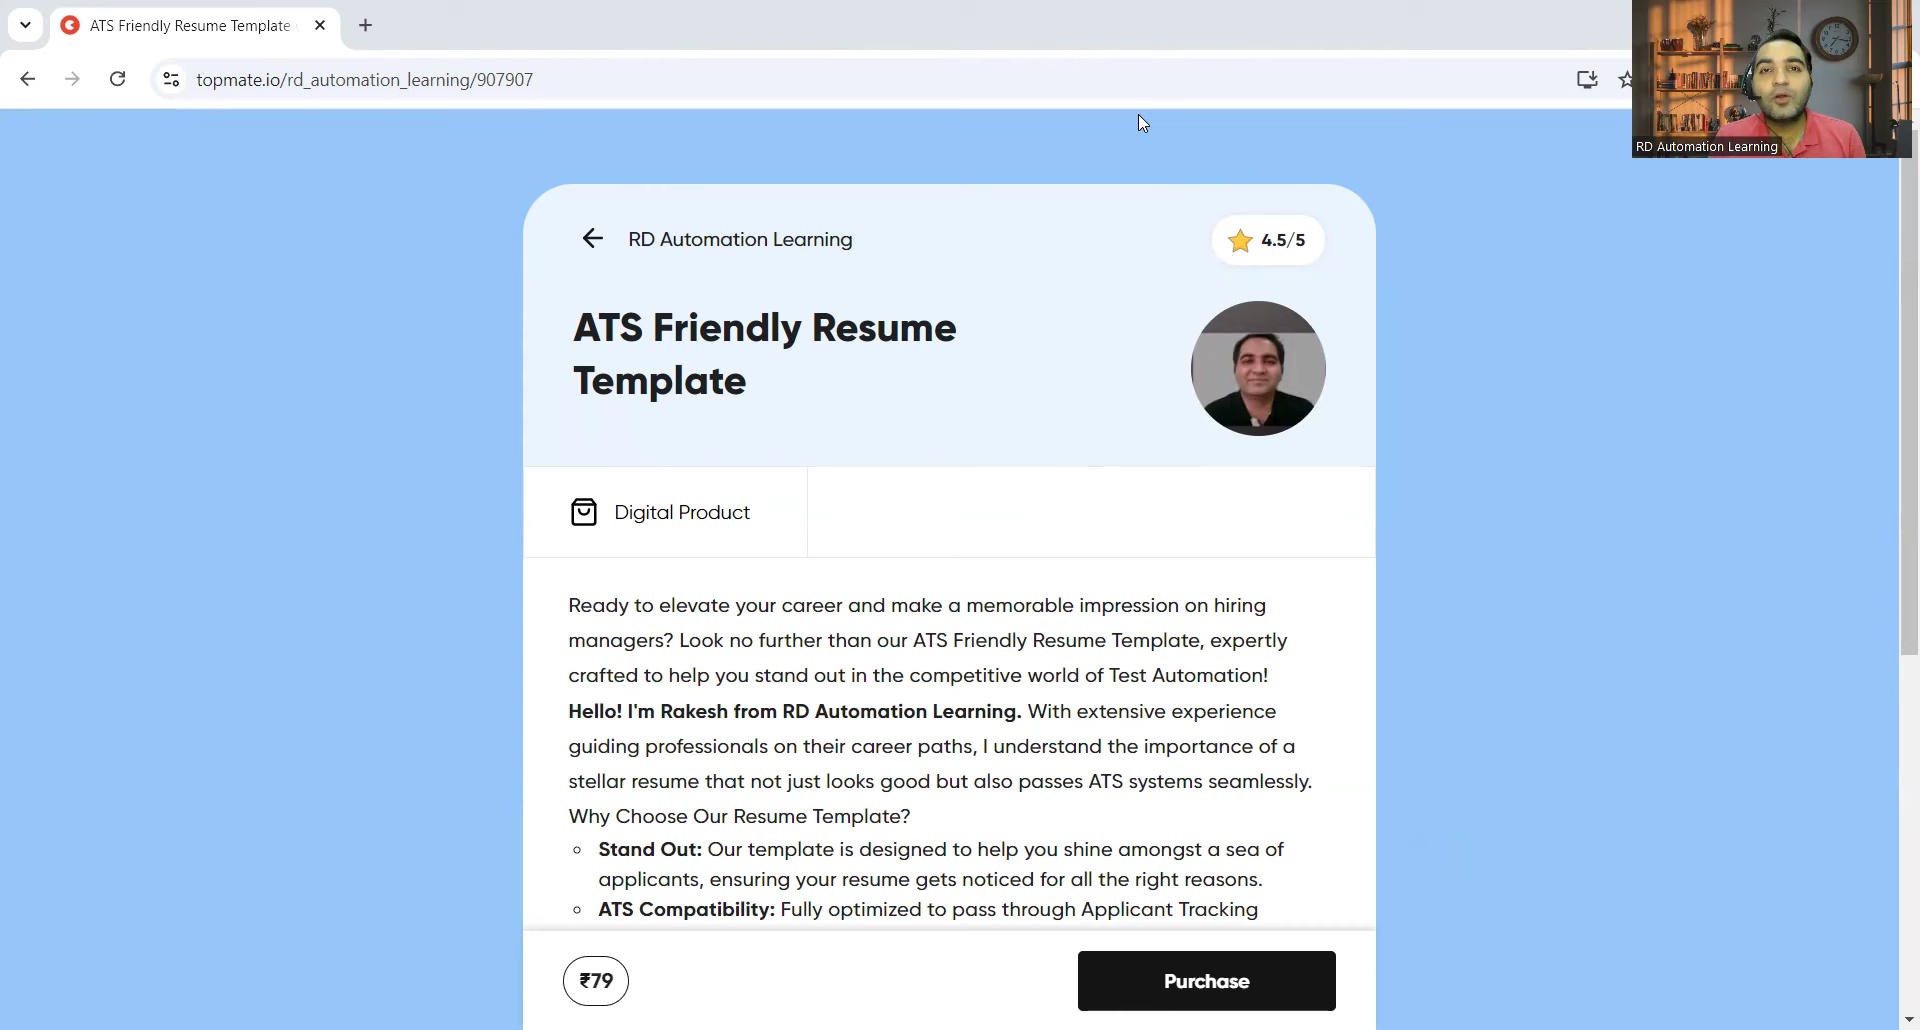 ATS Friendly Resume Template
topmate.io/rd_automation_learning/907907
RD Automation Learning
RD Automation Learning
4.5/5
ATS Friendly Resume
Template
Digital Product
Ready to elevate your career and make a memorable impression on hiring
managers? Look no further than our ATS Friendly Resume Template, expertly
crafted to help you stand out in the competitive world of Test Automation!
Hello! I'm Rakesh from RD Automation Learning. With extensive experience
guiding professionals on their career paths, I understand the importance of a
stellar resume that not just looks good but also passes ATS systems seamlessly.
Why Choose Our Resume Template?
Stand Out: Our template is designed to help you shine amongst a sea of
applicants, ensuring your resume gets noticed for all the right reasons.
ATS Compatibility: Fully optimized to pass through Applicant Tracking
₹79
Purchase